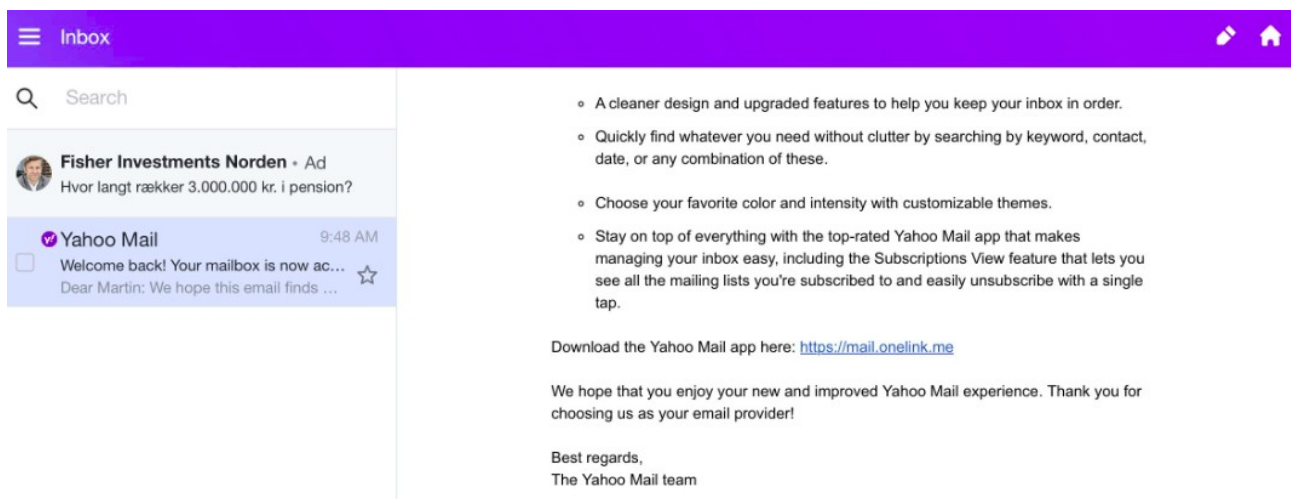 Inbox
Search
Fisher Investments Norden • Ad
Hvor langt rækker 3.000.000 kr. i pension?
Yahoo Mail 9:48 AM
Welcome back! Your mailbox is now ac...
Dear Martin: We hope this email finds ...
A cleaner design and upgraded features to help you keep your inbox in order.
Quickly find whatever you need without clutter by searching by keyword, contact,
date, or any combination of these.
Choose your favorite color and intensity with customizable themes.
Stay on top of everything with the top-rated Yahoo Mail app that makes
managing your inbox easy, including the Subscriptions View feature that lets you
see all the mailing lists you're subscribed to and easily unsubscribe with a single
tap.
Download the Yahoo Mail app here: https://mail.onelink.me
We hope that you enjoy your new and improved Yahoo Mail experience. Thank you for
choosing us as your email provider!
Best regards,
The Yahoo Mail team